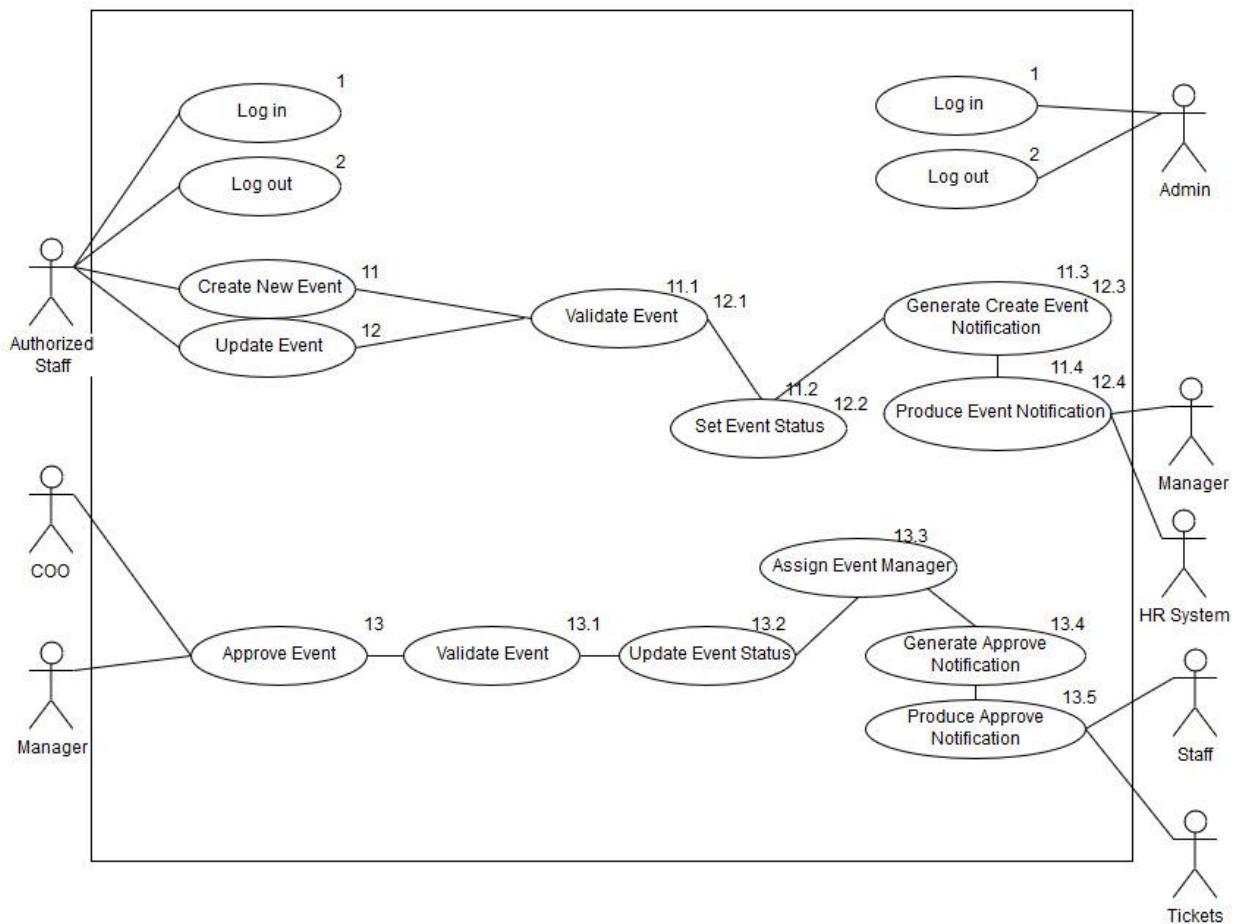 1
Log in
1
Log in
2
Log out
2
Log out
Admin
Authorized
Staff
Create New Event
11
Update Event
12
Validate Event
11.1
12.1
Set Event Status
11.2
12.2
Generate Create Event
Notification
11.3
12.3
Produce Event Notification
11.4
12.4
Manager
HR System
COO
Manager
Approve Event
13
Validate Event
13.1
Update Event Status
13.2
Assign Event Manager
13.3
Generate Approve
Notification
13.4
Produce Approve
Notification
13.5
Staff
Tickets